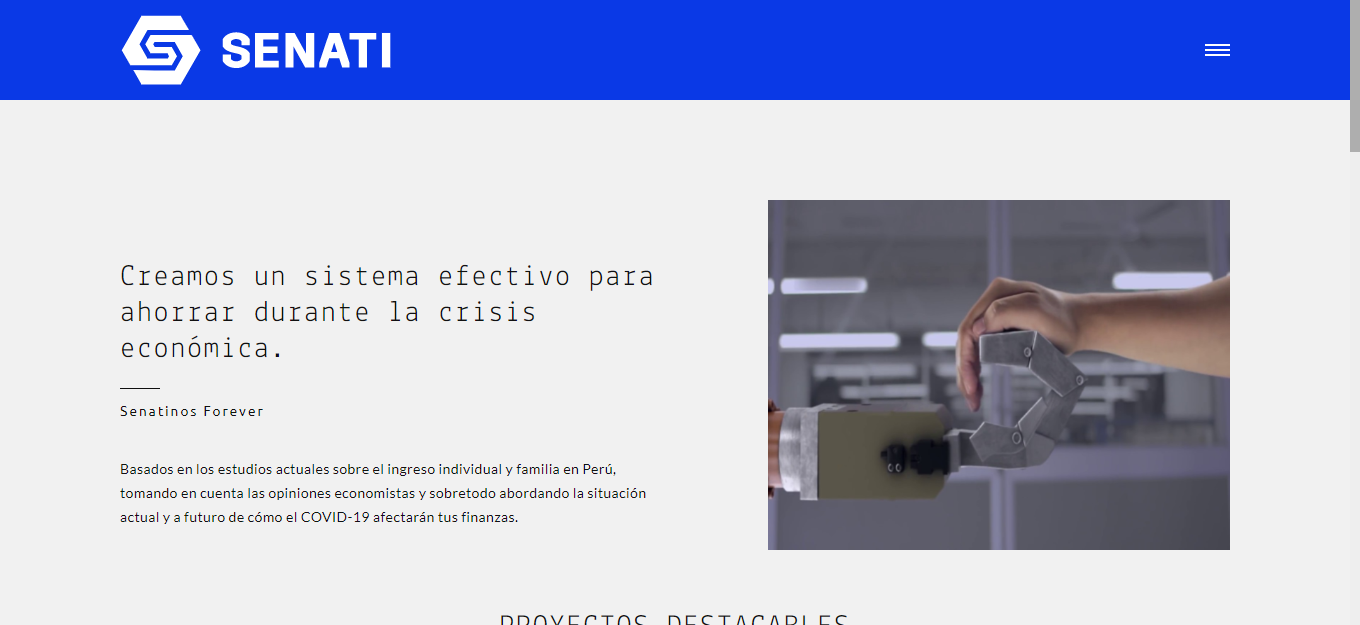 SENATI
Creamos un sistema efectivo para
ahorrar durante la crisis
económica.
Senatinos Forever
Basados en los estudios actuales sobre el ingreso individual y familia en Perú,
tomando en cuenta las opiniones economistas y sobretodo abordando la situación
actual y a futuro de cómo el COVID-19 afectarán tus finanzas.
PROYECTOS DESTACABLES